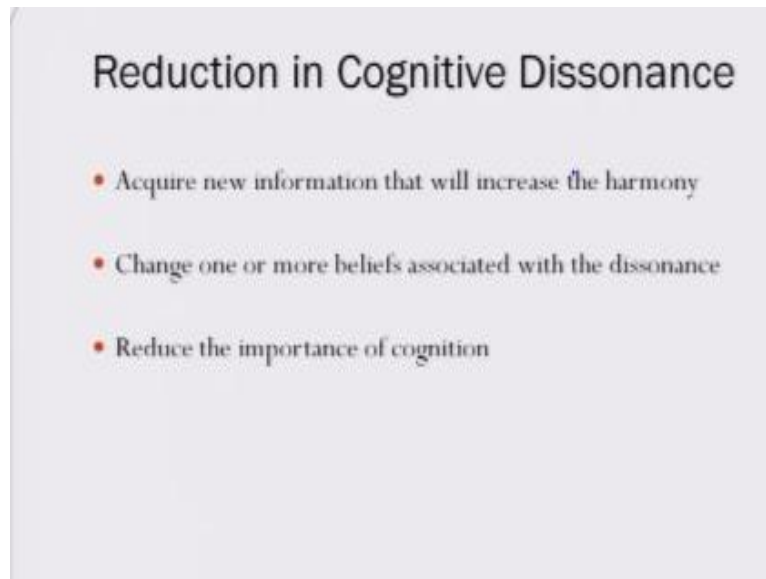 Reduction in Cognitive Dissonance
• Acquire new information that will increase the harmony
• Change one or more beliefs associated with the dissonance
• Reduce the importance of cognition